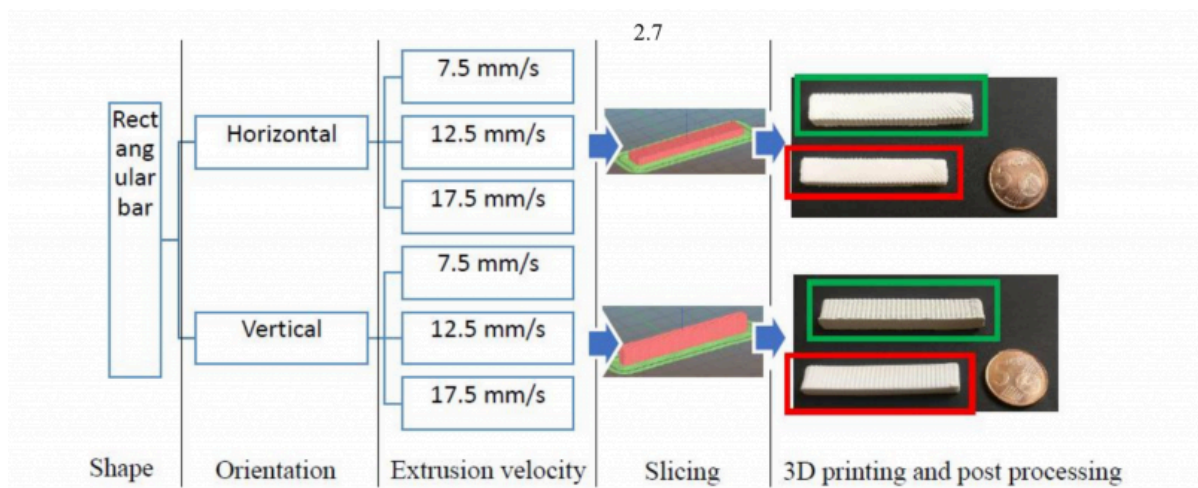 2.7
7.5 mm/s
Rect
ang
ular
bar
Horizontal
12.5 mm/s
17.5 mm/s
7.5 mm/s
Vertical
12.5 mm/s
17.5 mm/s
Shape
Orientation
Extrusion velocity
Slicing
3D printing and post processing